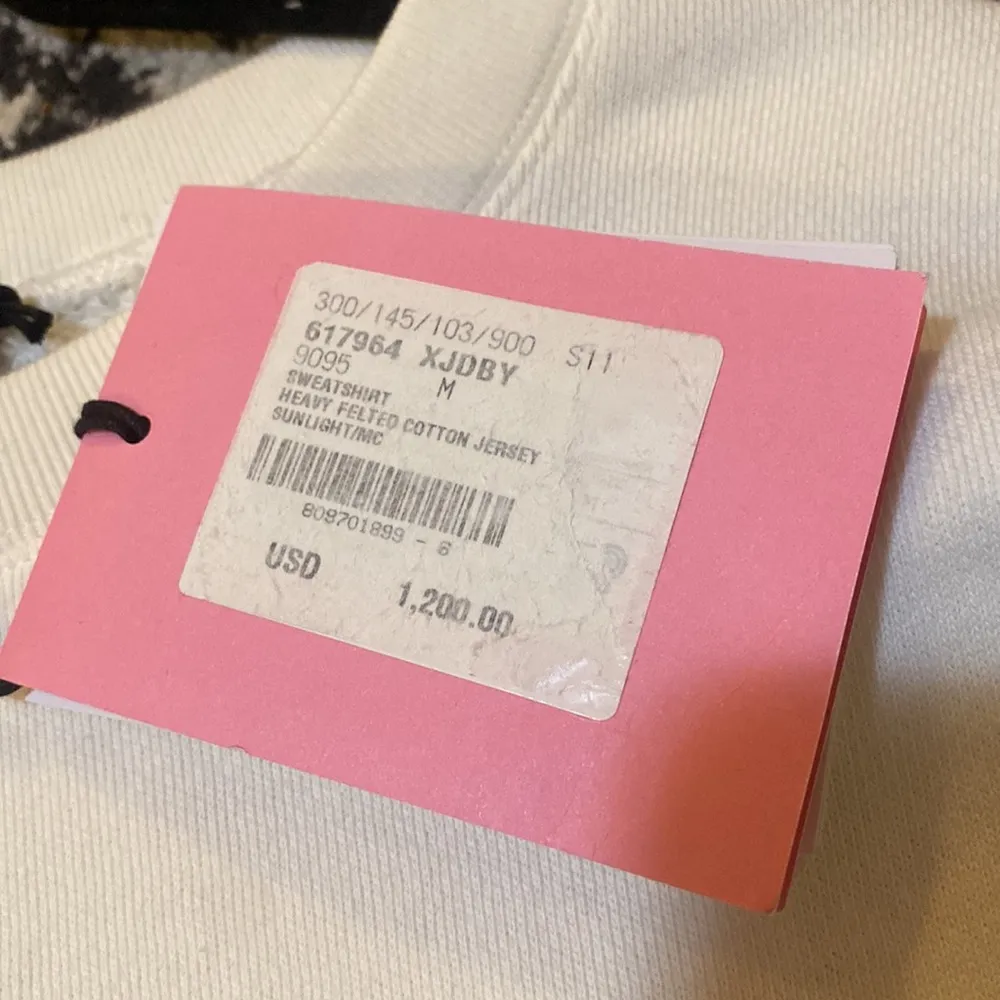 300/145/103/900 S11
617964 XJDBY
9095 M
SWEATSHIRT
HEAVY FELTED COTTON JERSEY
SUNLIGHT/MC
809701899 - 6
USD 1,200.00